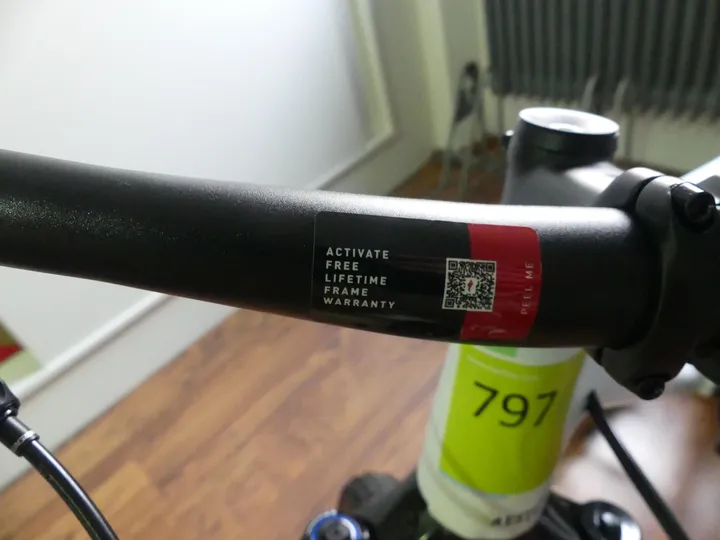 ACTIVATE
FREE
LIFETIME
FRAME
WARRANTY
PEEL ME
797